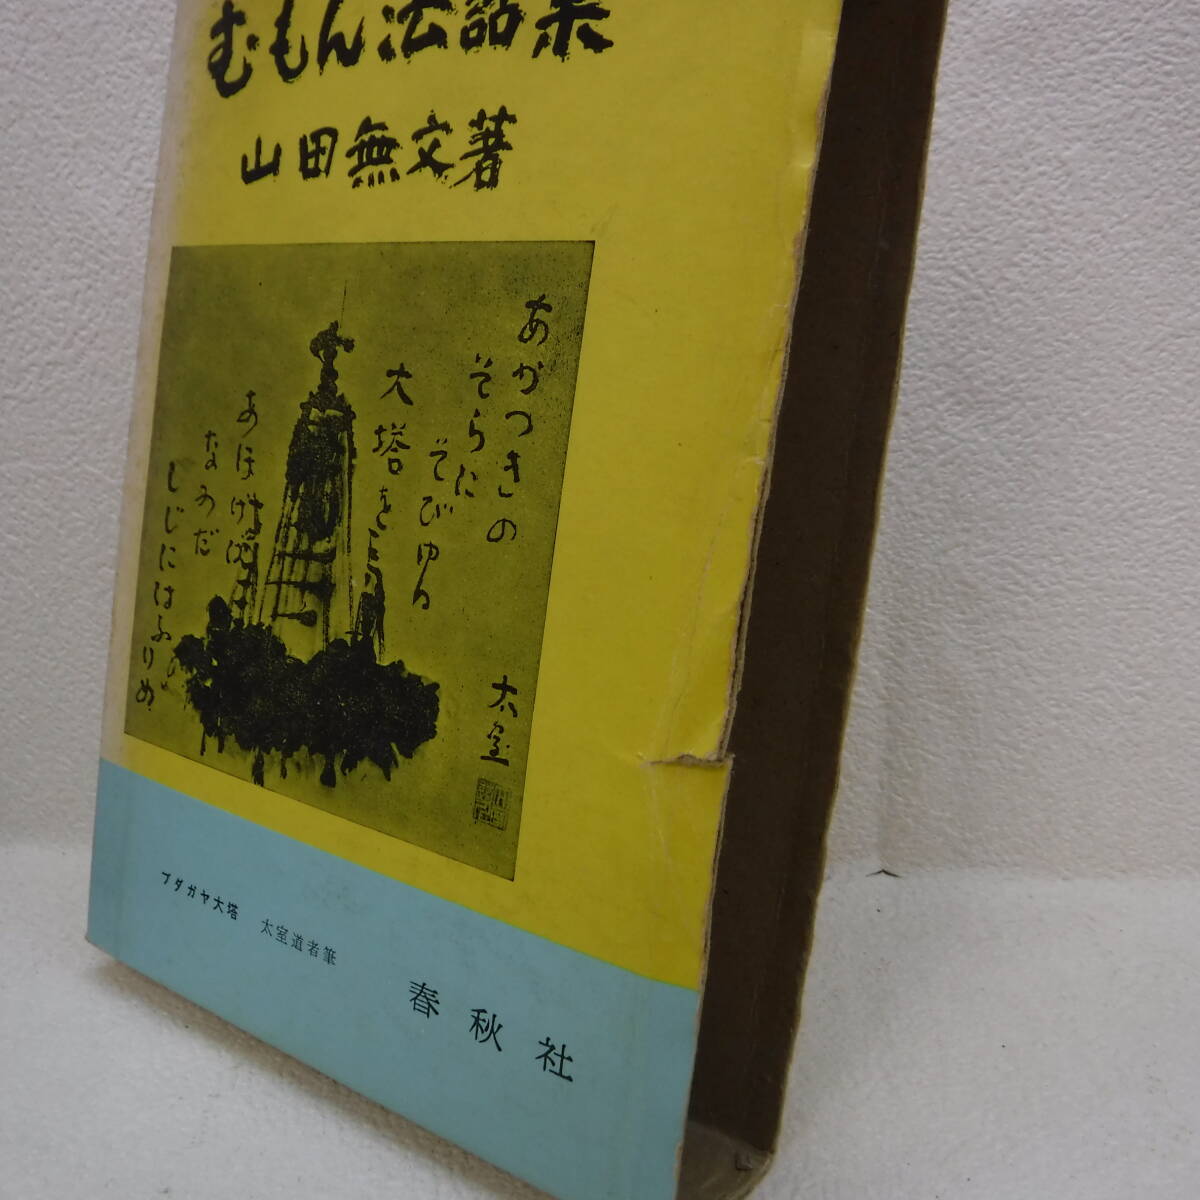 むもん法話集
山田無文著
あかつきの
そらに
そびゆる
大塔を
あほげば
なみだ
しじにはふりめ
太室
ブダガヤ大塔 太室道者筆
春秋社